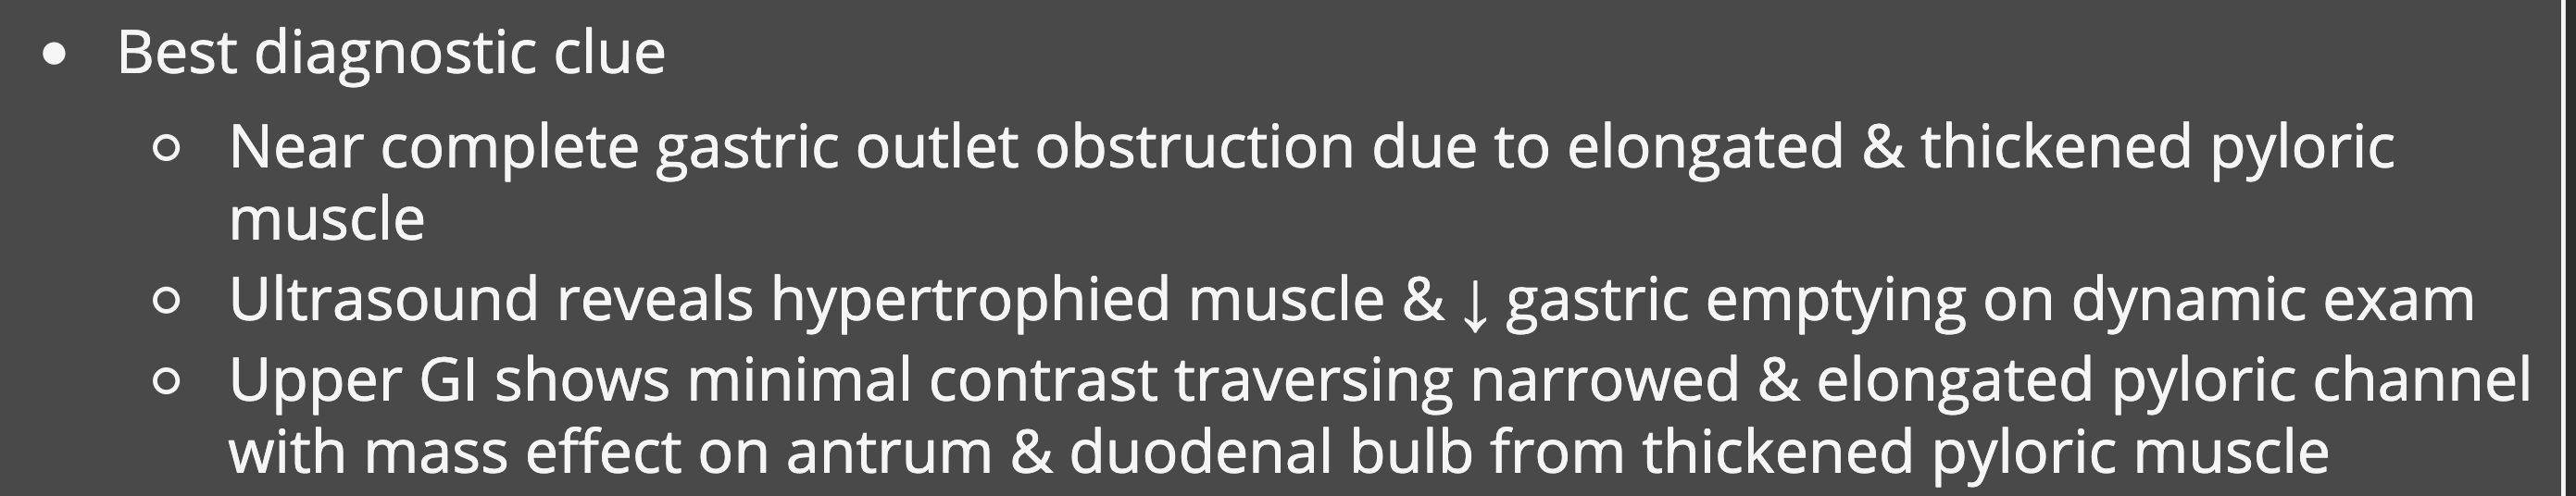 ● Best diagnostic clue
○ Near complete gastric outlet obstruction due to elongated & thickened pyloric
muscle
○ Ultrasound reveals hypertrophied muscle & ↓ gastric emptying on dynamic exam
○ Upper GI shows minimal contrast traversing narrowed & elongated pyloric channel
with mass effect on antrum & duodenal bulb from thickened pyloric muscle